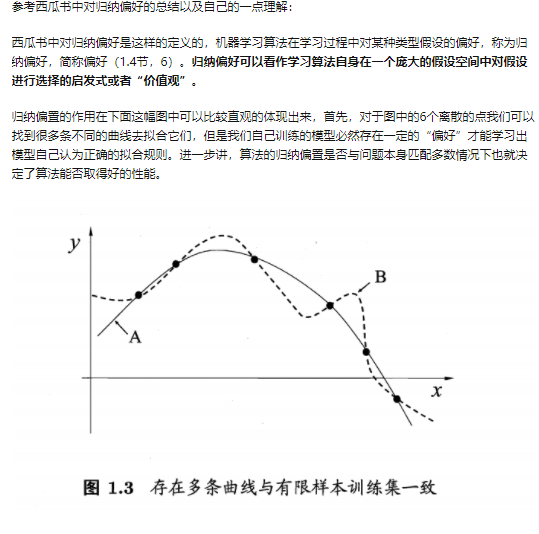 参考西瓜书中对归纳偏好的总结以及自己的一点理解：
西瓜书中对归纳偏好是这样的定义的，机器学习算法在学习过程中对某种类型假设的偏好，称为归
纳偏好，简称偏好（1.4节，6）。归纳偏好可以看作学习算法自身在一个庞大的假设空间中对假设
进行选择的启发式或者“价值观”。
归纳偏置的作用在下面这幅图中可以比较直观的体现出来，首先，对于图中的6个离散的点我们可以
找到很多条不同的曲线去拟合它们，但是我们自己训练的模型必然存在一定的“偏好”才能学习出
模型自己认为正确的拟合规则。进一步讲，算法的归纳偏置是否与问题本身匹配多数情况下也就决
定了算法能否取得好的性能。
y
B
A
x
图 1.3 存在多条曲线与有限样本训练集一致